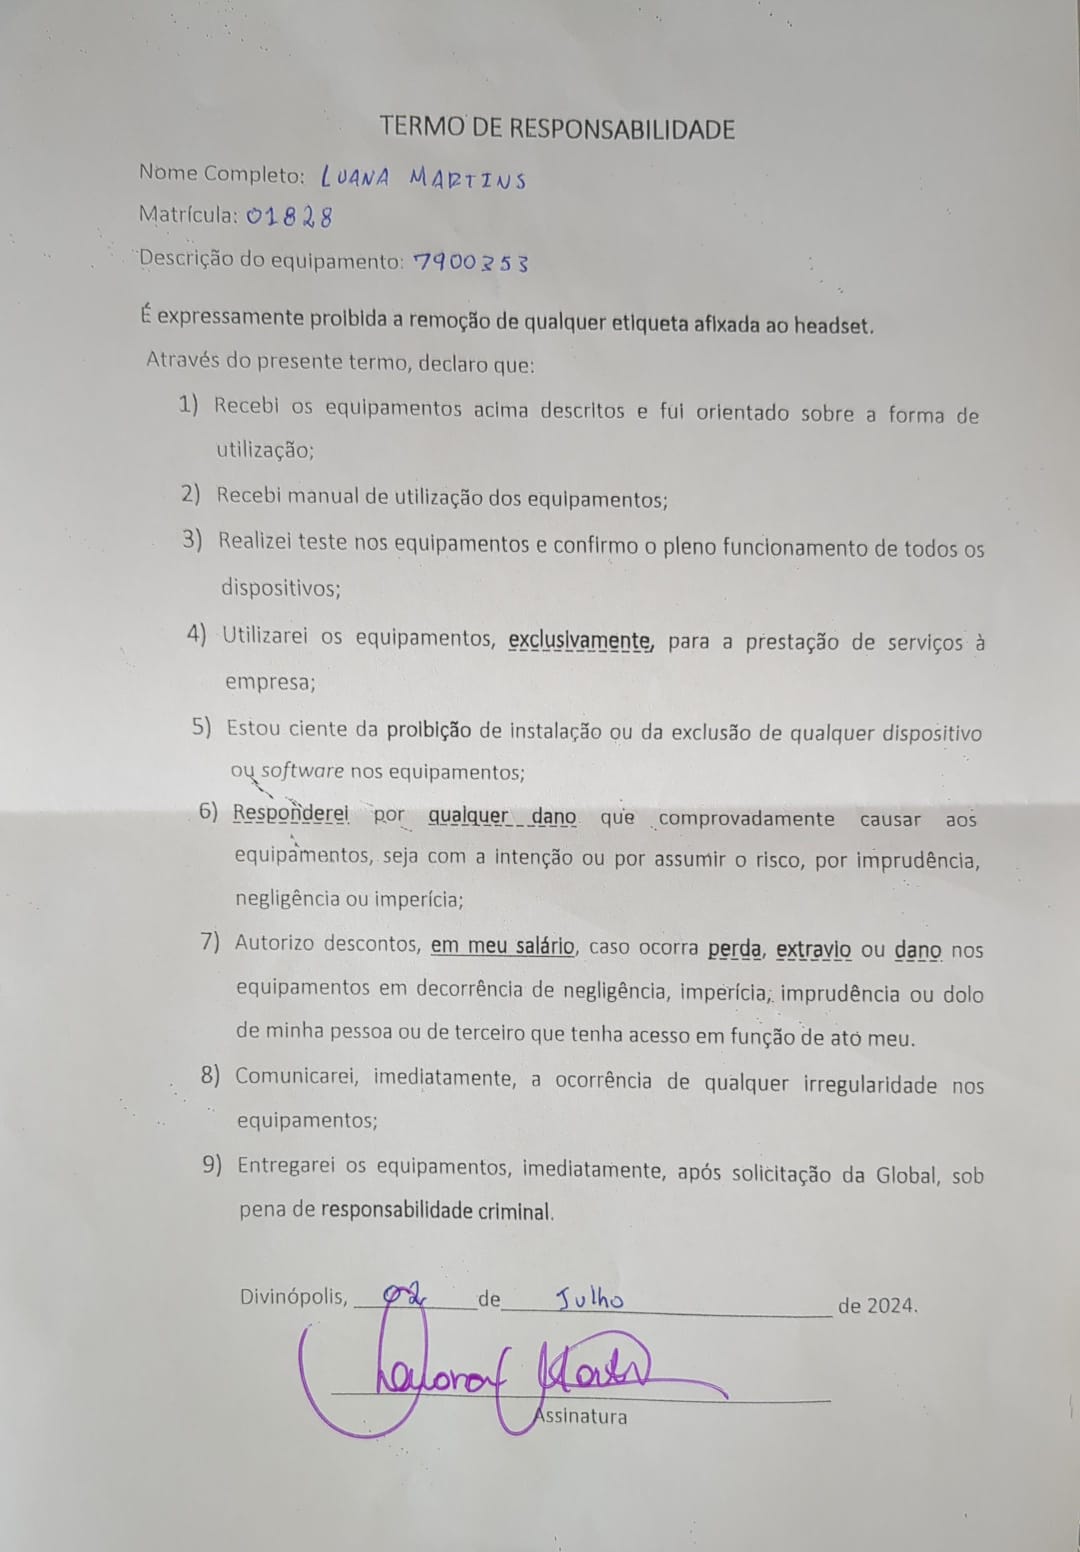 TERMO DE RESPONSABILIDADE
Nome Completo: LUANA MARTINS
Matrícula: 01828
Descrição do equipamento: 7900353
É expressamente proibida a remoção de qualquer etiqueta afixada ao headset.
Através do presente termo, declaro que:
1) Recebi os equipamentos acima descritos e fui orientado sobre a forma de
utilização;
2) Recebi manual de utilização dos equipamentos;
3) Realizei teste nos equipamentos e confirmo o pleno funcionamento de todos os
dispositivos;
4) Utilizarei os equipamentos, exclusivamente, para a prestação de serviços à
empresa;
5) Estou ciente da proibição de instalação ou da exclusão de qualquer dispositivo
ou software nos equipamentos;
6) Responderei por qualquer dano que comprovadamente causar aos
equipamentos, seja com a intenção ou por assumir o risco, por imprudência,
negligência ou imperícia;
7) Autorizo descontos, em meu salário, caso ocorra perda, extravio ou dano nos
equipamentos em decorrência de negligência, imperícia, imprudência ou dolo
de minha pessoa ou de terceiro que tenha acesso em função de ato meu.
8) Comunicarei, imediatamente, a ocorrência de qualquer irregularidade nos
equipamentos;
9) Entregarei os equipamentos, imediatamente, após solicitação da Global, sob
pena de responsabilidade criminal.
Divinópolis, 02 de Julho de 2024.
Assinatura